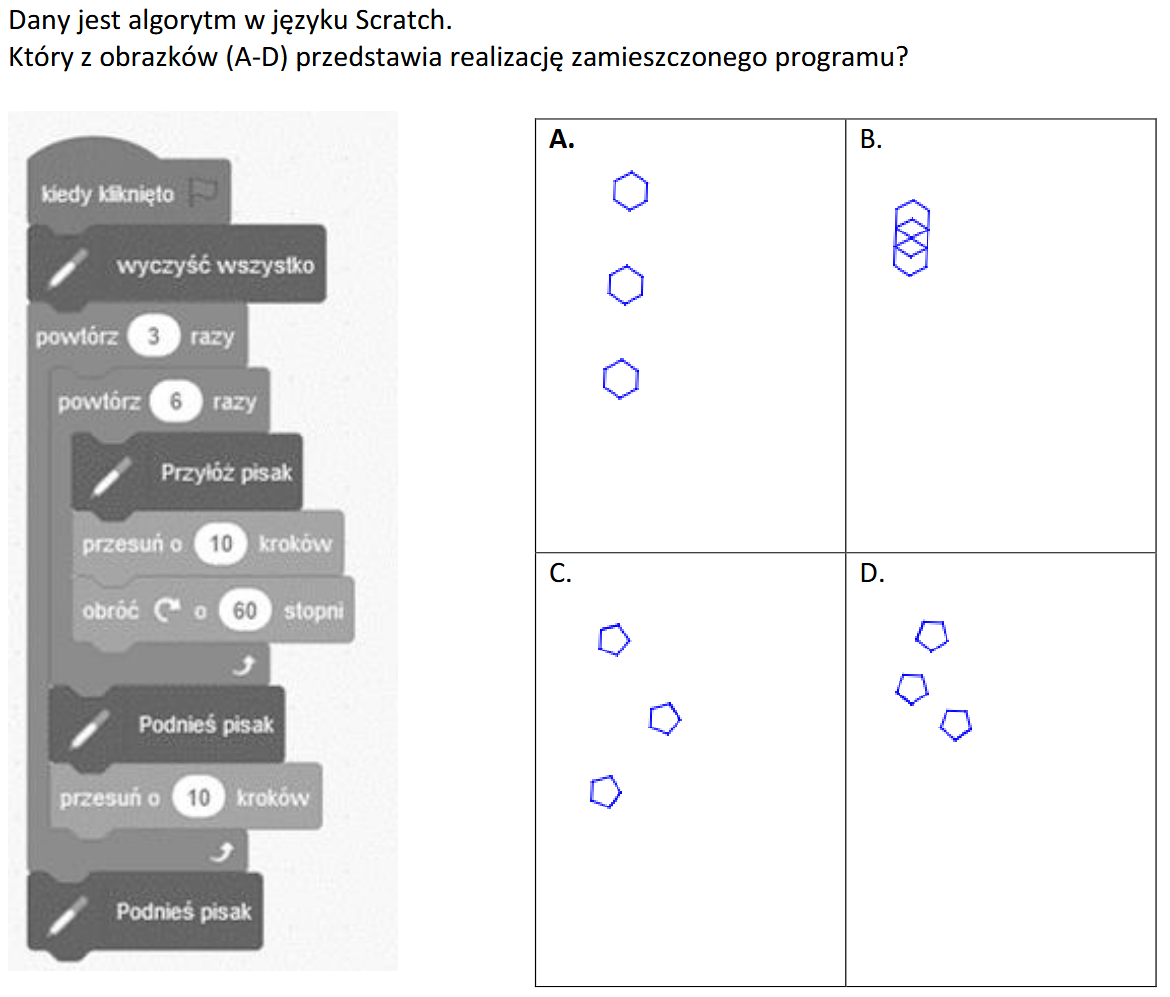 Dany jest algorytm w języku Scratch.
Który z obrazków (A-D) przedstawia realizację zamieszczonego programu?
kiedy kliknięto
wyczyść wszystko
powtórz 3 razy
powtórz 6 razy
Przyłóż pisak
przesuń o 10 kroków
obróć o 60 stopni
Podnieś pisak
przesuń o 10 kroków
Podnieś pisak
A.
B.
C.
D.